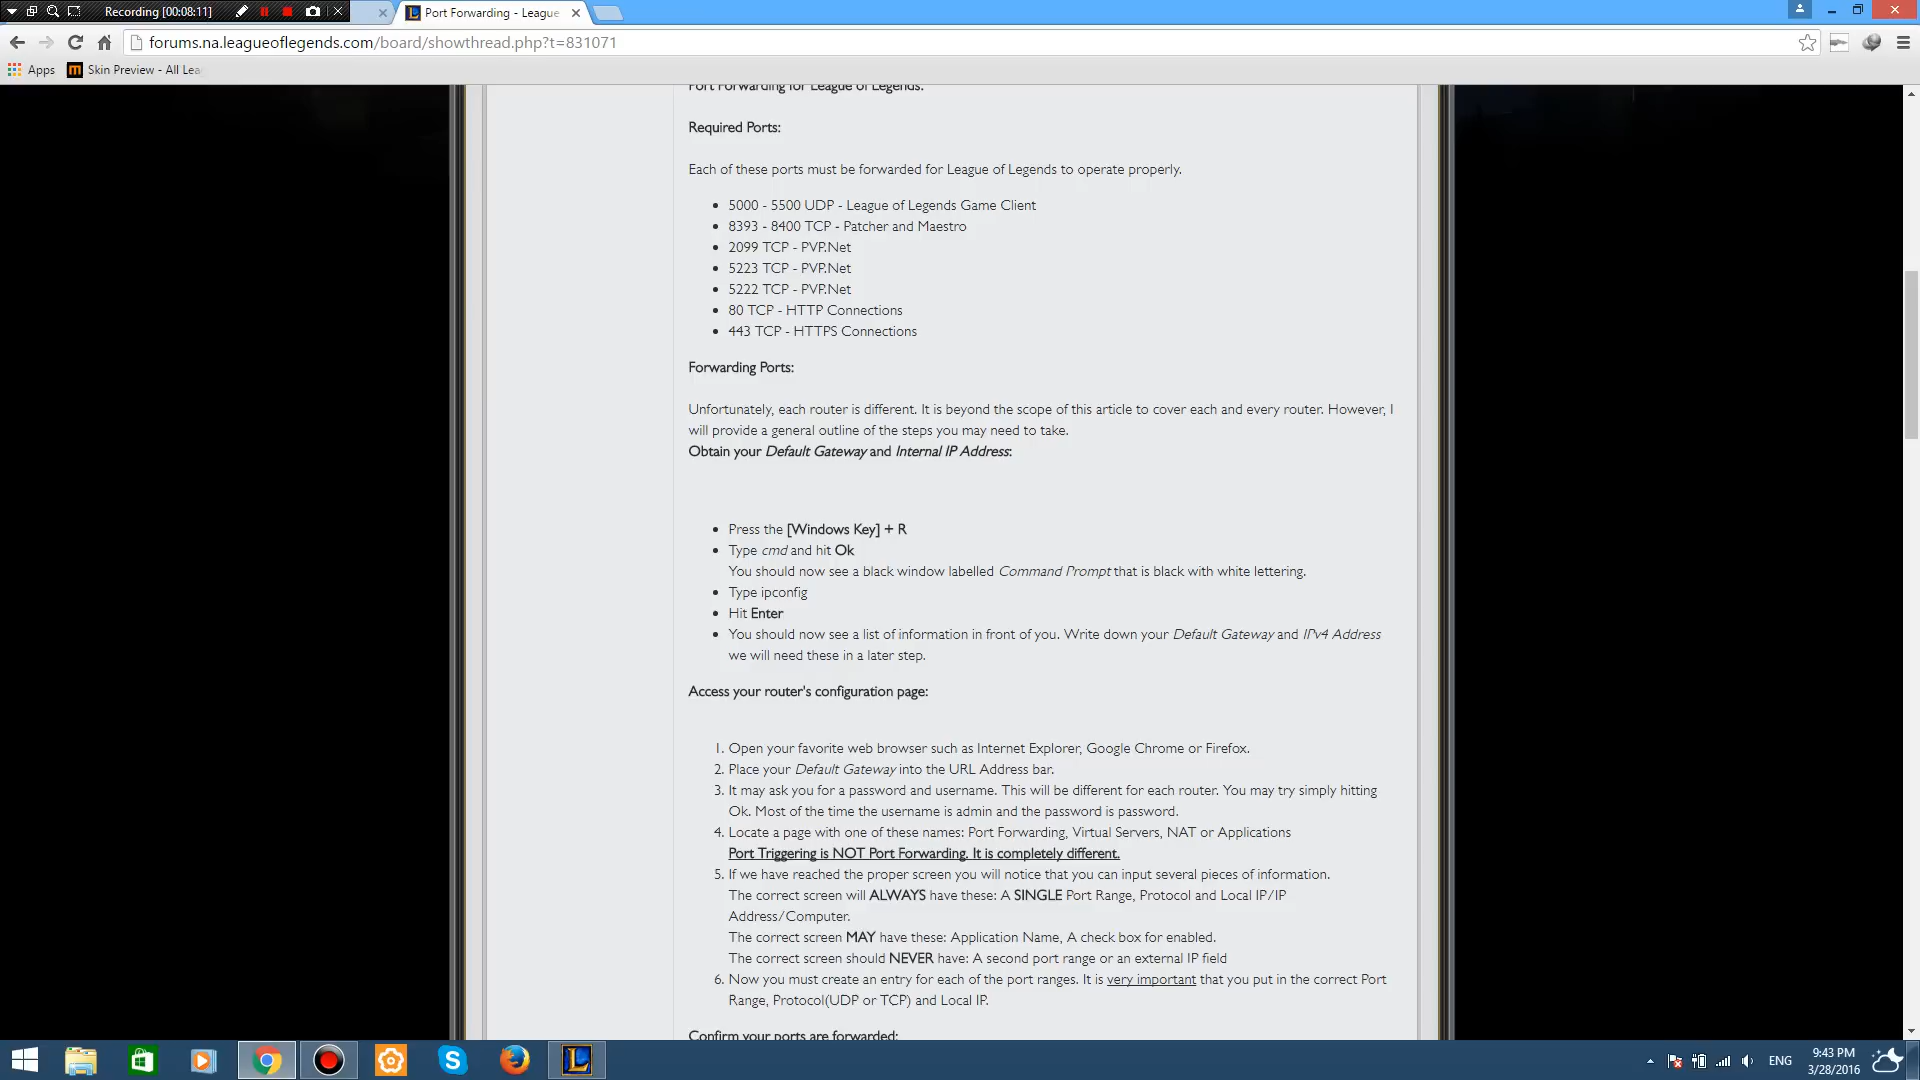 Recording [00:08:11]
Port Forwarding - League
forums.na.leagueoflegends.com/board/showthread.php?t=831071
Apps
Skin Preview - All Lea
Port Forwarding for League of Legends.
Required Ports:
Each of these ports must be forwarded for League of Legends to operate properly.
• 5000 - 5500 UDP - League of Legends Game Client
• 8393 - 8400 TCP - Patcher and Maestro
• 2099 TCP - PVP.Net
• 5223 TCP - PVP.Net
• 5222 TCP - PVP.Net
• 80 TCP - HTTP Connections
• 443 TCP - HTTPS Connections
Forwarding Ports:
Unfortunately, each router is different. It is beyond the scope of this article to cover each and every router. However, I
will provide a general outline of the steps you may need to take.
Obtain your Default Gateway and Internal IP Address:
• Press the [Windows Key] + R
• Type cmd and hit Ok
You should now see a black window labelled Command Prompt that is black with white lettering.
• Type ipconfig
• Hit Enter
• You should now see a list of information in front of you. Write down your Default Gateway and IPv4 Address
we will need these in a later step.
Access your router's configuration page:
1. Open your favorite web browser such as Internet Explorer, Google Chrome or Firefox.
2. Place your Default Gateway into the URL Address bar.
3. It may ask you for a password and username. This will be different for each router. You may try simply hitting
Ok. Most of the time the username is admin and the password is password.
4. Locate a page with one of these names: Port Forwarding, Virtual Servers, NAT or Applications
Port Triggering is NOT Port Forwarding. It is completely different.
5. If we have reached the proper screen you will notice that you can input several pieces of information.
The correct screen will ALWAYS have these: A SINGLE Port Range, Protocol and Local IP/IP
Address/Computer.
The correct screen MAY have these: Application Name, A check box for enabled.
The correct screen should NEVER have: A second port range or an external IP field
6. Now you must create an entry for each of the port ranges. It is very important that you put in the correct Port
Range, Protocol(UDP or TCP) and Local IP.
Confirm your ports are forwarded:
ENG
9:43 PM
3/28/2016